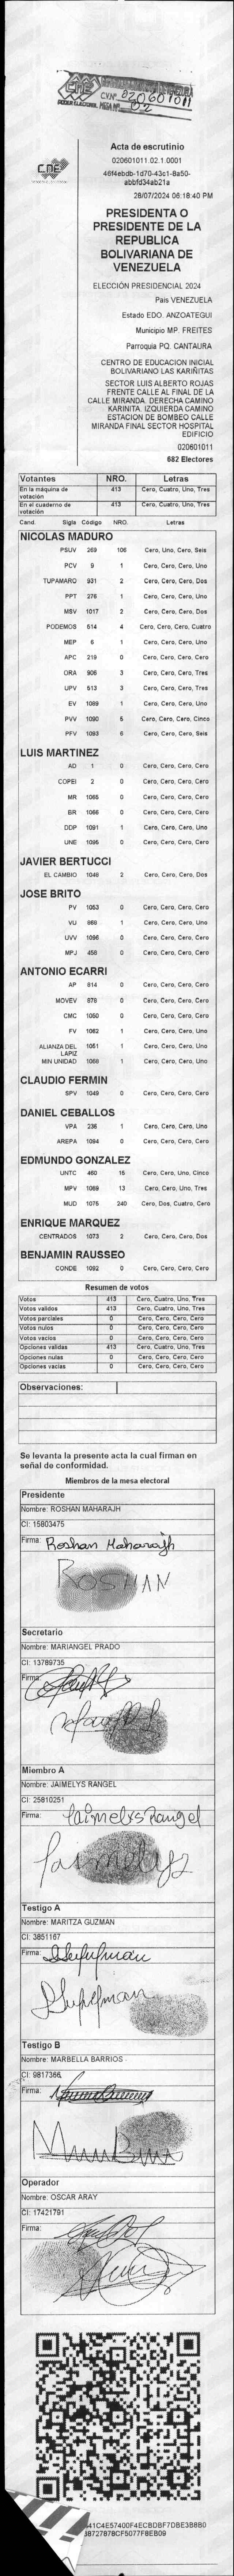 CNE
PODER ELECTORAL
CVNº 020601011
MESA Nº 02
CNE
Acta de escrutinio
020601011.02.1.0001
46f4ebdb-1d70-43c1-8a50-
abbfd34ab21a
28/07/2024 06:18:40 PM
PRESIDENTA O
PRESIDENTE DE LA
REPUBLICA
BOLIVARIANA DE
VENEZUELA
ELECCIÓN PRESIDENCIAL 2024
Pais VENEZUELA
Estado EDO. ANZOATEGUI
Municipio MP. FREITES
Parroquia PQ. CANTAURA
CENTRO DE EDUCACION INICIAL
BOLIVARIANO LAS KARIÑITAS
SECTOR LUIS ALBERTO ROJAS
FRENTE CALLE AL FINAL DE LA
CALLE MIRANDA. DERECHA CAMINO
KARINITA. IZQUIERDA CAMINO
ESTACION DE BOMBEO CALLE
MIRANDA FINAL SECTOR HOSPITAL
EDIFICIO
020601011
682 Electores
Votantes NRO. Letras
En la máquina de votación 413 Cero, Cuatro, Uno, Tres
En el cuaderno de votación 413 Cero, Cuatro, Uno, Tres
Cand. Sigla Código NRO. Letras
NICOLAS MADURO
PSUV 269 106 Cero, Uno, Cero, Seis
PCV 9 1 Cero, Cero, Cero, Uno
TUPAMARO 931 2 Cero, Cero, Cero, Dos
PPT 276 1 Cero, Cero, Cero, Uno
MSV 1017 2 Cero, Cero, Cero, Dos
PODEMOS 514 4 Cero, Cero, Cero, Cuatro
MEP 6 1 Cero, Cero, Cero, Uno
APC 219 0 Cero, Cero, Cero, Cero
ORA 906 3 Cero, Cero, Cero, Tres
UPV 513 3 Cero, Cero, Cero, Tres
EV 1089 1 Cero, Cero, Cero, Uno
PVV 1090 5 Cero, Cero, Cero, Cinco
PFV 1093 6 Cero, Cero, Cero, Seis
LUIS MARTINEZ
AD 1 0 Cero, Cero, Cero, Cero
COPEI 2 0 Cero, Cero, Cero, Cero
MR 1065 0 Cero, Cero, Cero, Cero
BR 1066 0 Cero, Cero, Cero, Cero
DDP 1091 1 Cero, Cero, Cero, Uno
UNE 1095 0 Cero, Cero, Cero, Cero
JAVIER BERTUCCI
EL CAMBIO 1046 2 Cero, Cero, Cero, Dos
JOSE BRITO
PV 1053 0 Cero, Cero, Cero, Cero
VU 868 1 Cero, Cero, Cero, Uno
UVV 1096 0 Cero, Cero, Cero, Cero
MPJ 458 0 Cero, Cero, Cero, Cero
ANTONIO ECARRI
AP 814 0 Cero, Cero, Cero, Cero
MOVEV 878 0 Cero, Cero, Cero, Cero
CMC 1050 0 Cero, Cero, Cero, Cero
FV 1062 1 Cero, Cero, Cero, Uno
ALIANZA DEL LAPIZ 1051 1 Cero, Cero, Cero, Uno
MIN UNIDAD 1068 1 Cero, Cero, Cero, Uno
CLAUDIO FERMIN
SPV 1049 0 Cero, Cero, Cero, Cero
DANIEL CEBALLOS
VPA 236 1 Cero, Cero, Cero, Uno
AREPA 1094 0 Cero, Cero, Cero, Cero
EDMUNDO GONZALEZ
UNTC 460 15 Cero, Cero, Uno, Cinco
MPV 1069 13 Cero, Cero, Uno, Tres
MUD 1075 240 Cero, Dos, Cuatro, Cero
ENRIQUE MARQUEZ
CENTRADOS 1073 2 Cero, Cero, Cero, Dos
BENJAMIN RAUSSEO
CONDE 1092 0 Cero, Cero, Cero, Cero
Resumen de votos
Votos 413 Cero, Cuatro, Uno, Tres
Votos validos 413 Cero, Cuatro, Uno, Tres
Votos parciales 0 Cero, Cero, Cero, Cero
Votos nulos 0 Cero, Cero, Cero, Cero
Votos vacios 0 Cero, Cero, Cero, Cero
Opciones validas 413 Cero, Cuatro, Uno, Tres
Opciones nulas 0 Cero, Cero, Cero, Cero
Opciones vacias 0 Cero, Cero, Cero, Cero
Observaciones:
Se levanta la presente acta la cual firman en
señal de conformidad.
Miembros de la mesa electoral
Presidente
Nombre: ROSHAN MAHARAJH
CI: 15803475
Firma: Roshan Maharajh
ROSHAN
Secretario
Nombre: MARIANGEL PRADO
CI: 13789735
Firma:
Miembro A
Nombre: JAIMELYS RANGEL
CI: 25810251
Firma: Jaimelys Rangel
Jaimelys
Testigo A
Nombre: MARITZA GUZMAN
CI: 3851167
Firma:
Testigo B
Nombre: MARBELLA BARRIOS
CI: 9817366
Firma:
Operador
Nombre: OSCAR ARAY
CI: 17421791
Firma: